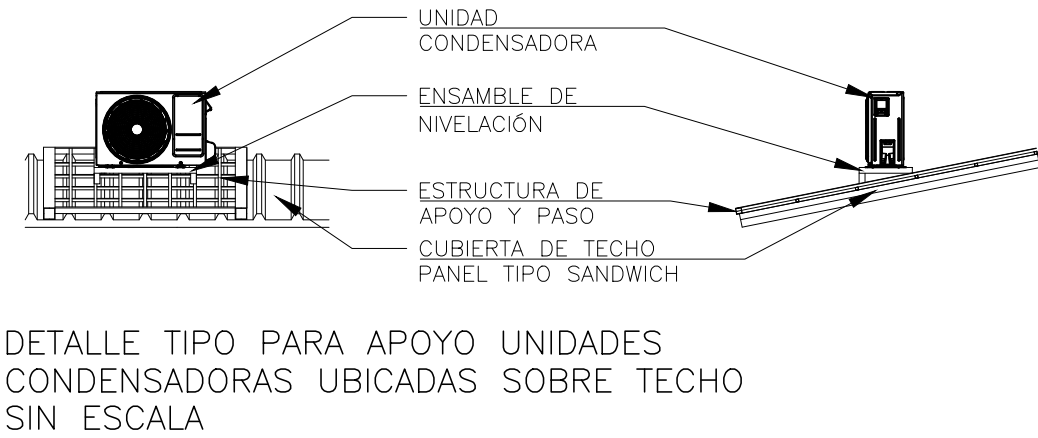 UNIDAD
CONDENSADORA
ENSAMBLE DE
NIVELACIÓN
ESTRUCTURA DE
APOYO Y PASO
CUBIERTA DE TECHO
PANEL TIPO SANDWICH
DETALLE TIPO PARA APOYO UNIDADES
CONDENSADORAS UBICADAS SOBRE TECHO
SIN ESCALA